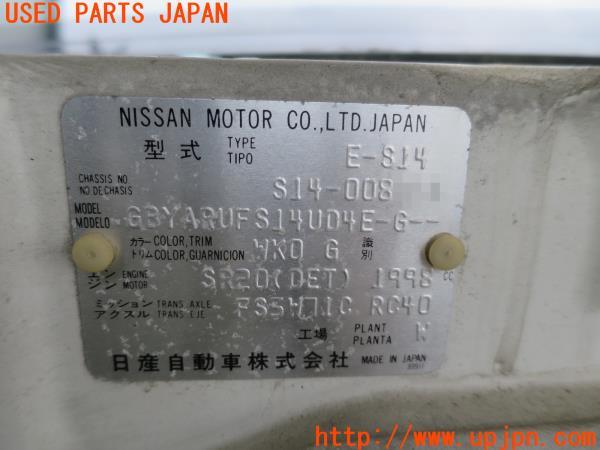 USED PARTS JAPAN
NISSAN MOTOR CO.,LTD.JAPAN
型式 TYPE TIPO E-S14
CHASSIS NO
NO DE CHASIS S14-008
MODEL
MODELO GBYARUFS14UD4E-G--
カラー COLOR,TRIM
トリム COLOR,GUARNICION WK0 G 識別
エン ENGINE
ジン MOTOR SR20(DET) 1998 CC
ミッション TRANS. AXLE
アクスル TRANS. EJE FS5W71C RC40
工場 PLANT
PLANTA
日産自動車株式会社 MADE IN JAPAN
http://www.upjpn.com/